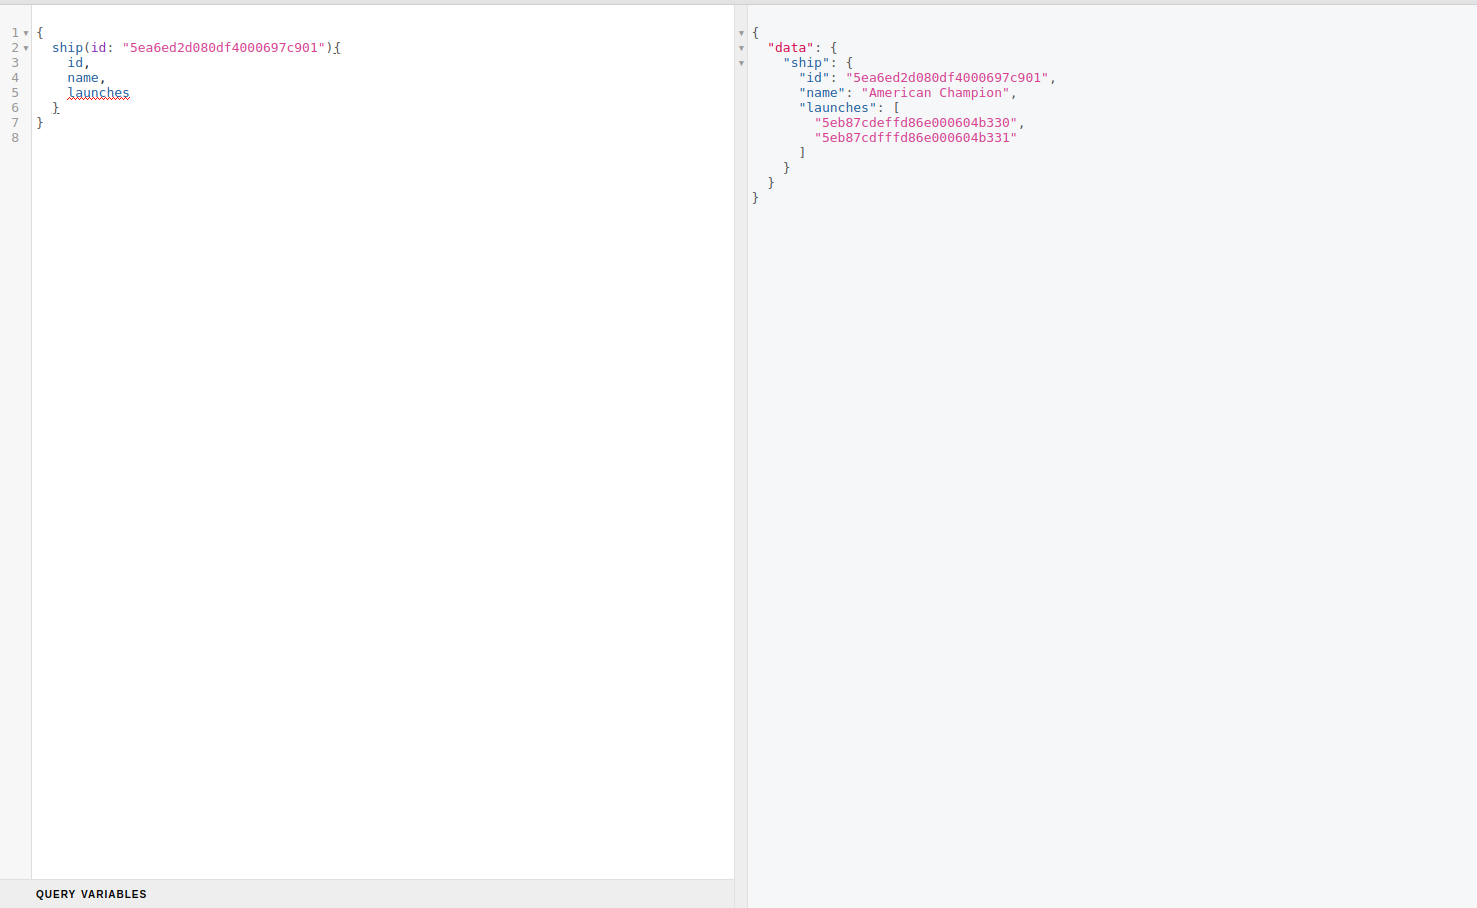 1 {
2 ship(id: "5ea6ed2d080df4000697c901"){
3 id,
4 name,
5 launches
6 }
7 }
8
QUERY VARIABLES
{
"data": {
"ship": {
"id": "5ea6ed2d080df4000697c901",
"name": "American Champion",
"launches": [
"5eb87cdeffd86e000604b330",
"5eb87cdfffd86e000604b331"
]
}
}
}